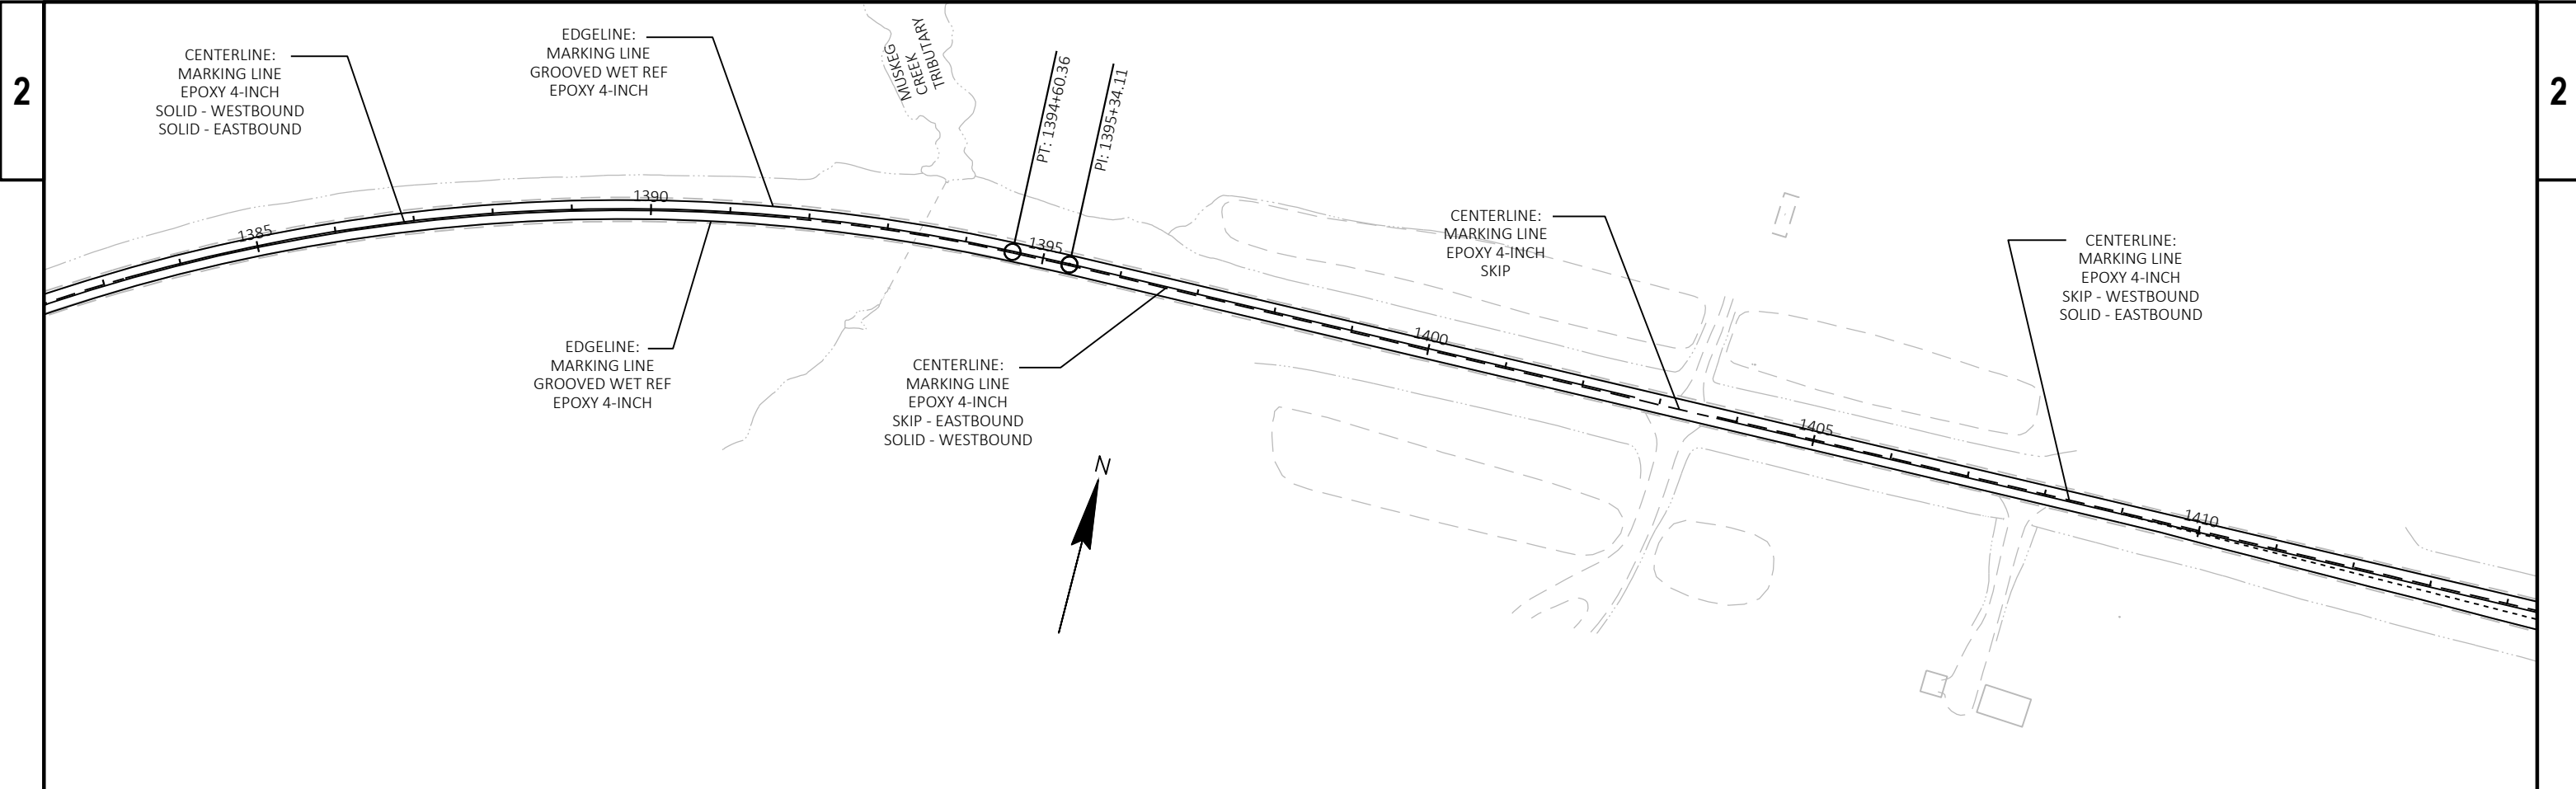 2
2
CENTERLINE:
MARKING LINE
EPOXY 4-INCH
SOLID - WESTBOUND
SOLID - EASTBOUND
EDGELINE:
MARKING LINE
GROOVED WET REF
EPOXY 4-INCH
MUSKEG
CREEK
TRIBUTARY
PT: 1394+60.36
PI: 1395+34.11
1385
1390
1395
CENTERLINE:
MARKING LINE
EPOXY 4-INCH
SKIP
CENTERLINE:
MARKING LINE
EPOXY 4-INCH
SKIP - WESTBOUND
SOLID - EASTBOUND
EDGELINE:
MARKING LINE
GROOVED WET REF
EPOXY 4-INCH
CENTERLINE:
MARKING LINE
EPOXY 4-INCH
SKIP - EASTBOUND
SOLID - WESTBOUND
1400
1405
1410
N